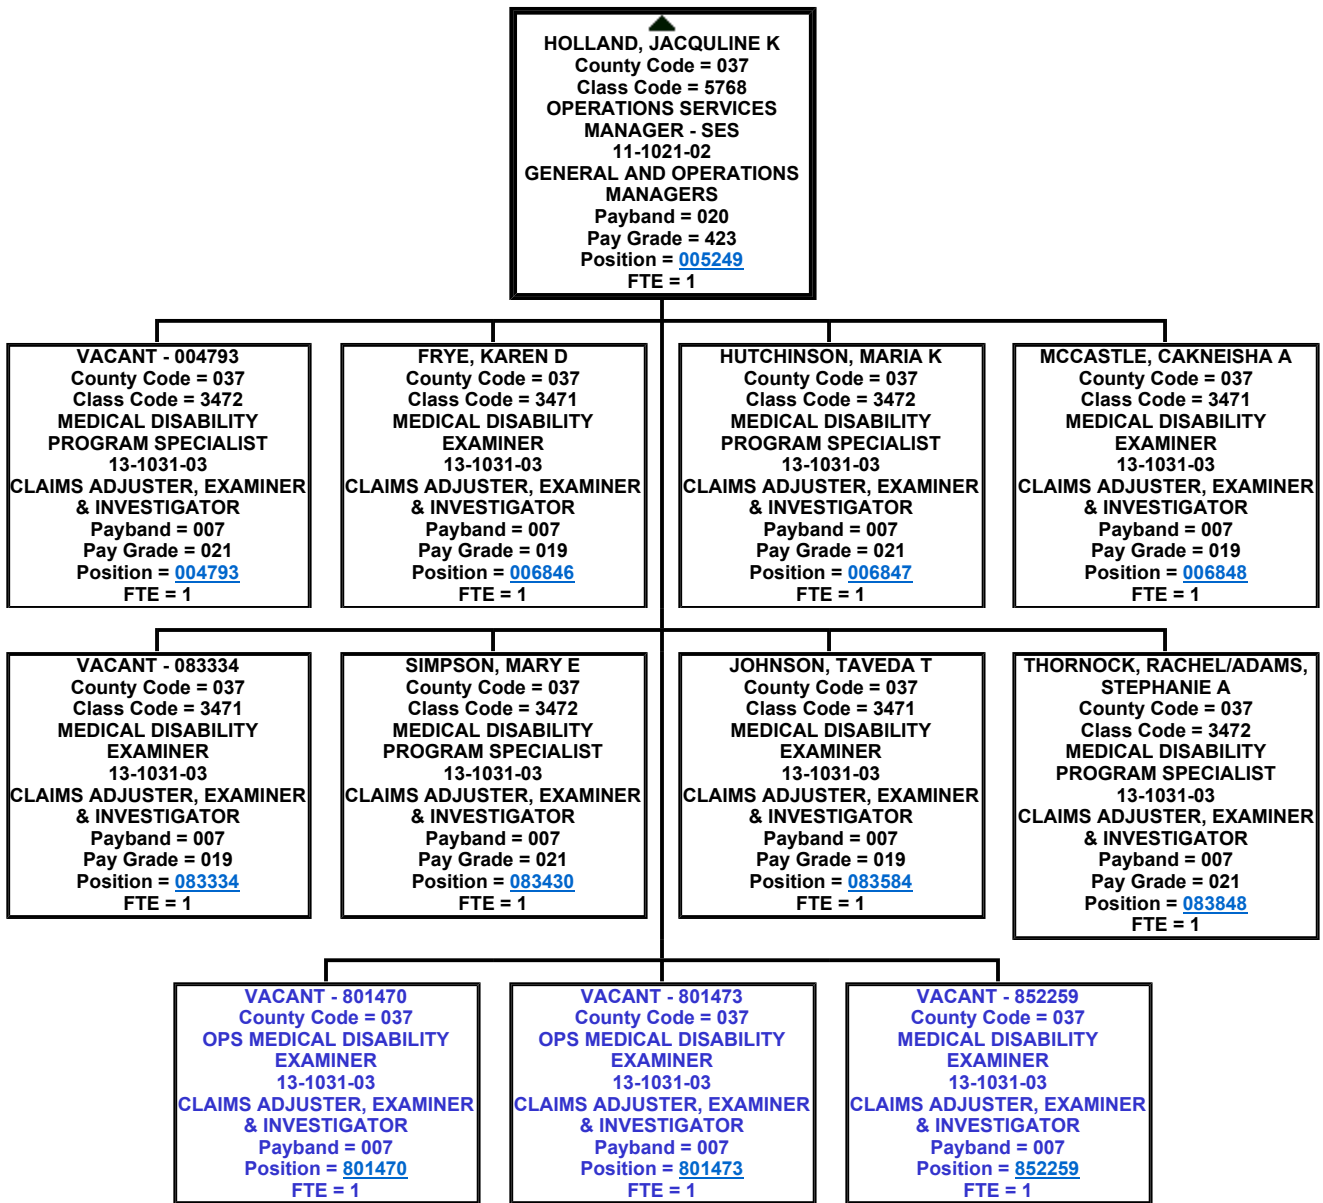 HOLLAND, JACQULINE K
County Code = 037
Class Code = 5768
OPERATIONS SERVICES
MANAGER - SES
11-1021-02
GENERAL AND OPERATIONS
MANAGERS
Payband = 020
Pay Grade = 423
Position = 005249
FTE = 1
VACANT - 004793
County Code = 037
Class Code = 3472
MEDICAL DISABILITY
PROGRAM SPECIALIST
13-1031-03
CLAIMS ADJUSTER, EXAMINER
& INVESTIGATOR
Payband = 007
Pay Grade = 021
Position = 004793
FTE = 1
FRYE, KAREN D
County Code = 037
Class Code = 3471
MEDICAL DISABILITY
EXAMINER
13-1031-03
CLAIMS ADJUSTER, EXAMINER
& INVESTIGATOR
Payband = 007
Pay Grade = 019
Position = 006846
FTE = 1
HUTCHINSON, MARIA K
County Code = 037
Class Code = 3472
MEDICAL DISABILITY
PROGRAM SPECIALIST
13-1031-03
CLAIMS ADJUSTER, EXAMINER
& INVESTIGATOR
Payband = 007
Pay Grade = 021
Position = 006847
FTE = 1
MCCASTLE, CAKNEISHA A
County Code = 037
Class Code = 3471
MEDICAL DISABILITY
EXAMINER
13-1031-03
CLAIMS ADJUSTER, EXAMINER
& INVESTIGATOR
Payband = 007
Pay Grade = 019
Position = 006848
FTE = 1
VACANT - 083334
County Code = 037
Class Code = 3471
MEDICAL DISABILITY
EXAMINER
13-1031-03
CLAIMS ADJUSTER, EXAMINER
& INVESTIGATOR
Payband = 007
Pay Grade = 019
Position = 083334
FTE = 1
SIMPSON, MARY E
County Code = 037
Class Code = 3472
MEDICAL DISABILITY
PROGRAM SPECIALIST
13-1031-03
CLAIMS ADJUSTER, EXAMINER
& INVESTIGATOR
Payband = 007
Pay Grade = 021
Position = 083430
FTE = 1
JOHNSON, TAVEDA T
County Code = 037
Class Code = 3471
MEDICAL DISABILITY
EXAMINER
13-1031-03
CLAIMS ADJUSTER, EXAMINER
& INVESTIGATOR
Payband = 007
Pay Grade = 019
Position = 083584
FTE = 1
THORNOCK, RACHEL/ADAMS,
STEPHANIE A
County Code = 037
Class Code = 3472
MEDICAL DISABILITY
PROGRAM SPECIALIST
13-1031-03
CLAIMS ADJUSTER, EXAMINER
& INVESTIGATOR
Payband = 007
Pay Grade = 021
Position = 083848
FTE = 1
VACANT - 801470
County Code = 037
OPS MEDICAL DISABILITY
EXAMINER
13-1031-03
CLAIMS ADJUSTER, EXAMINER
& INVESTIGATOR
Payband = 007
Position = 801470
FTE = 1
VACANT - 801473
County Code = 037
OPS MEDICAL DISABILITY
EXAMINER
13-1031-03
CLAIMS ADJUSTER, EXAMINER
& INVESTIGATOR
Payband = 007
Position = 801473
FTE = 1
VACANT - 852259
County Code = 037
MEDICAL DISABILITY
EXAMINER
13-1031-03
CLAIMS ADJUSTER, EXAMINER
& INVESTIGATOR
Payband = 007
Position = 852259
FTE = 1